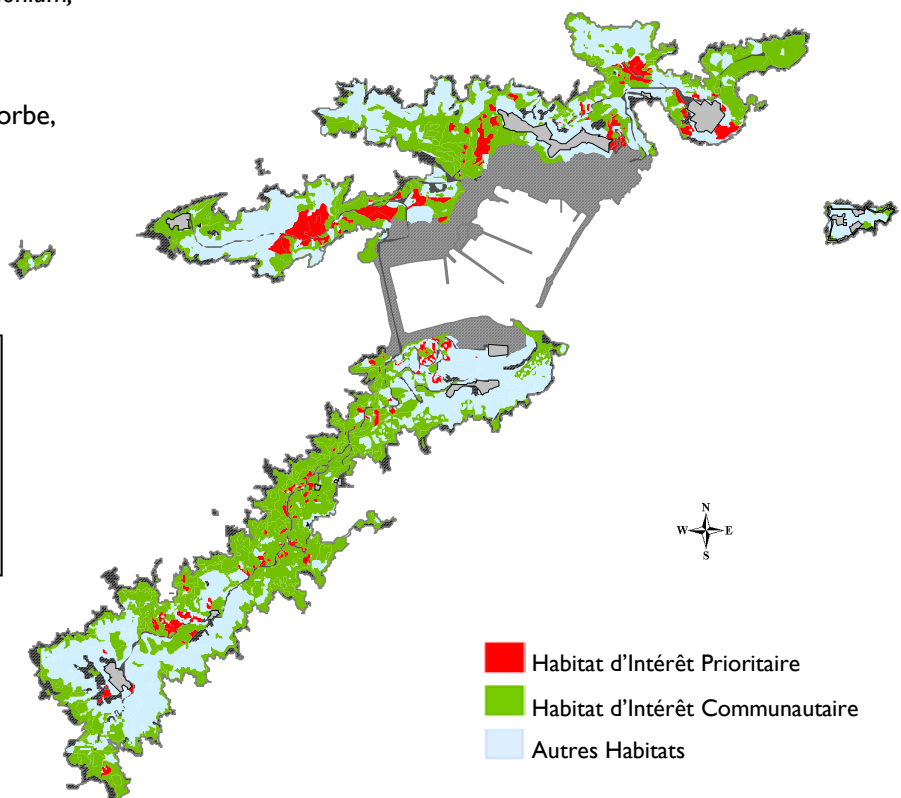 orbe,
N
W E
S
Habitat d'Intérêt Prioritaire
Habitat d'Intérêt Communautaire
Autres Habitats